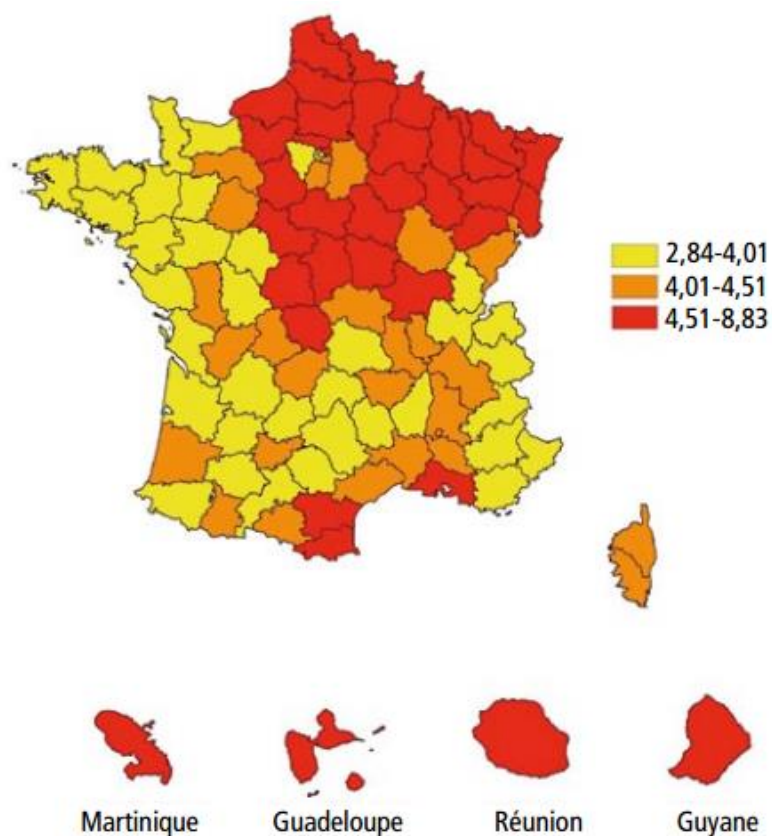 2,84-4,01
4,01-4,51
4,51-8,83
Martinique
Guadeloupe
Réunion
Guyane